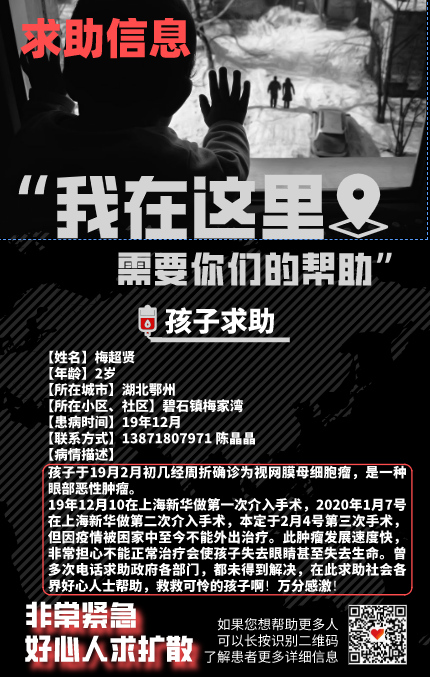 求助信息
“我在这里
需要你们的帮助”
孩子求助
【姓名】梅超贤
【年龄】2岁
【所在城市】湖北鄂州
【所在小区、社区】碧石镇梅家湾
【患病时间】19年12月
【联系方式】13871807971 陈晶晶
【病情描述】
孩子于19月2月初几经周折确诊为视网膜母细胞瘤，是一种
眼部恶性肿瘤。
19年12月10在上海新华做第一次介入手术，2020年1月7号
在上海新华做第二次介入手术，本定于2月4号第三次手术，
但因疫情被困家中至今不能外出治疗。此肿瘤发展速度快，
非常担心不能正常治疗会使孩子失去眼睛甚至失去生命。曾
多次电话求助政府各部门，都未得到解决，在此求助社会各
界好心人士帮助，救救可怜的孩子啊！万分感激！
非常紧急
好心人求扩散
如果您想帮助更多人
可以长按识别二维码
了解患者更多详细信息